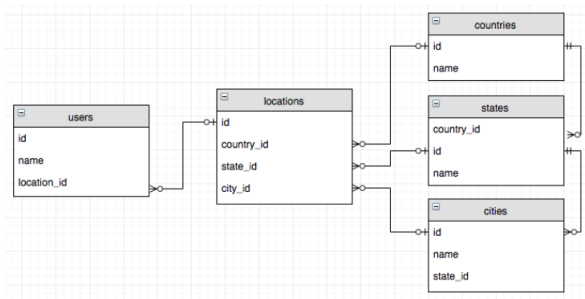 users
id
name
location_id
locations
id
country_id
state_id
city_id
countries
id
name
states
country_id
id
name
cities
id
name
state_id